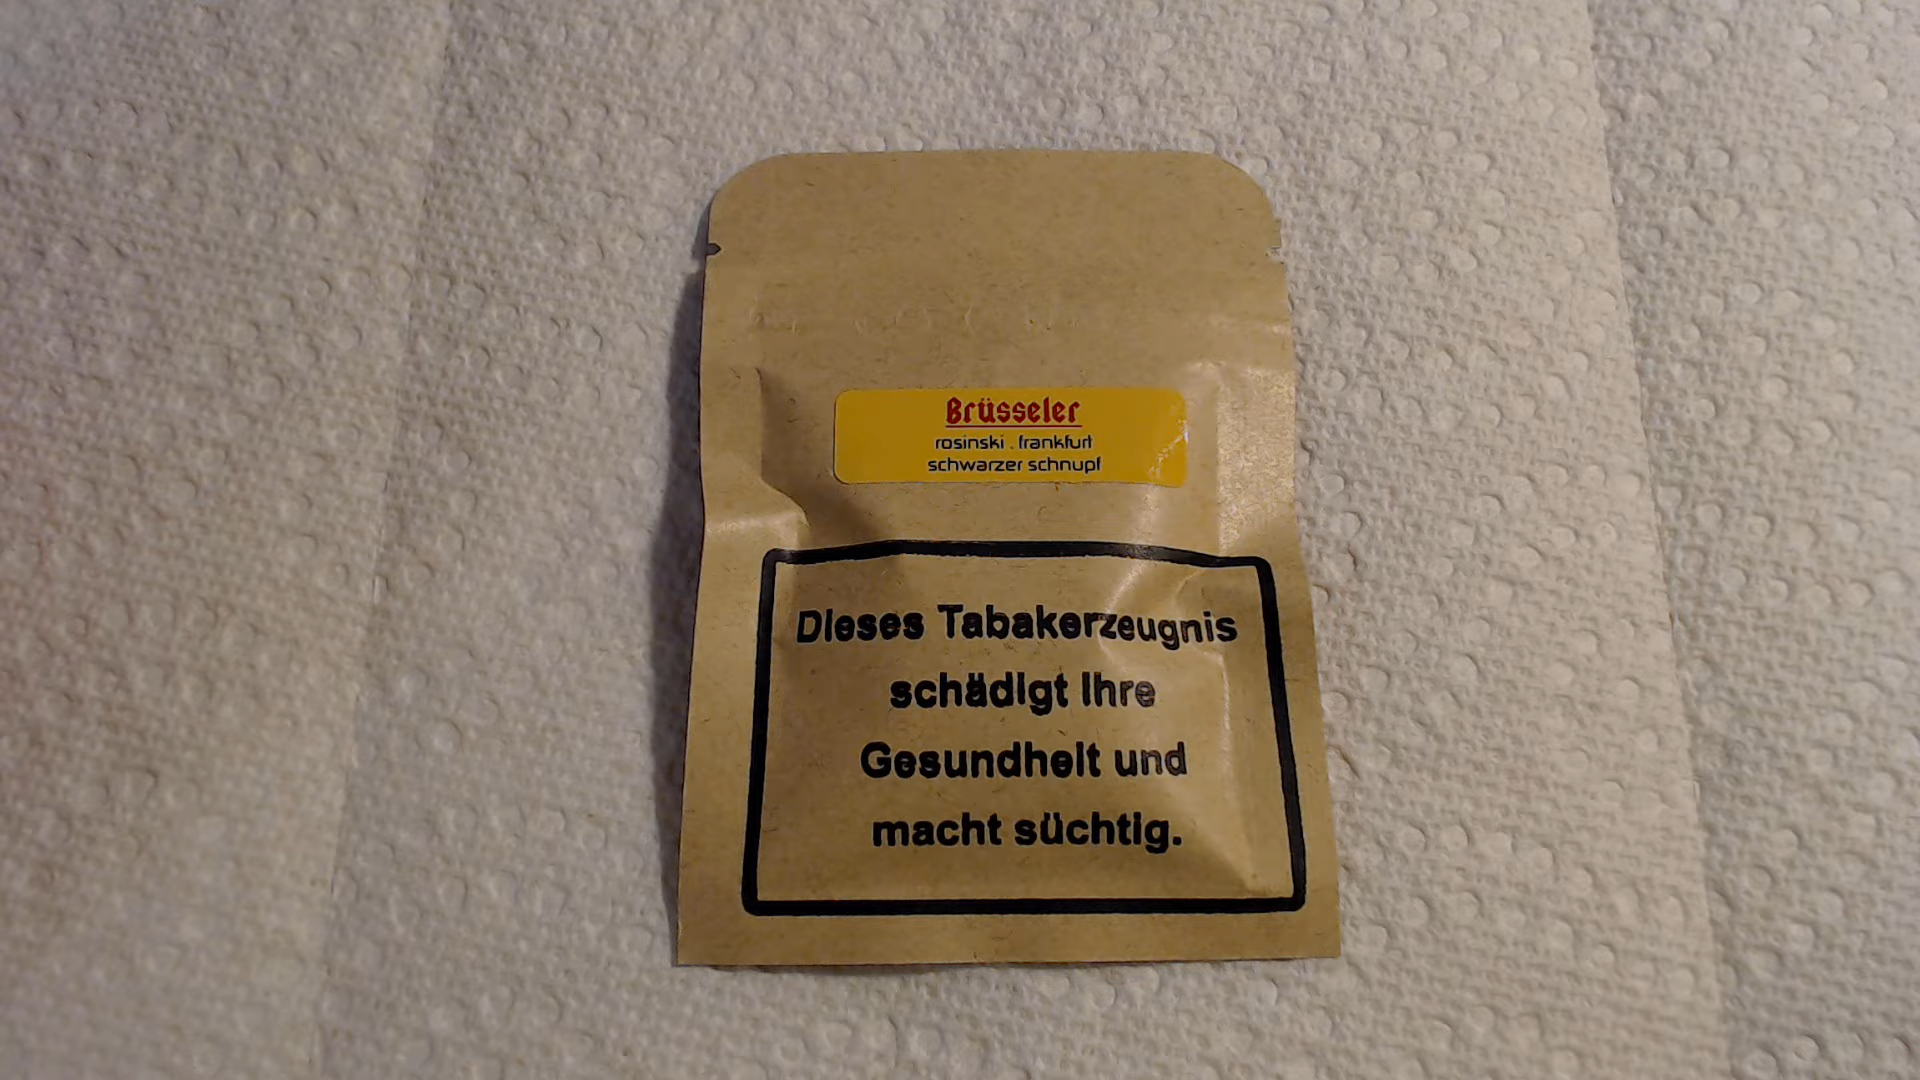 Brüsseler
rosinski . frankfurt
schwarzer schnupf
Dieses Tabakerzeugnis
schädigt Ihre
Gesundheit und
macht süchtig.